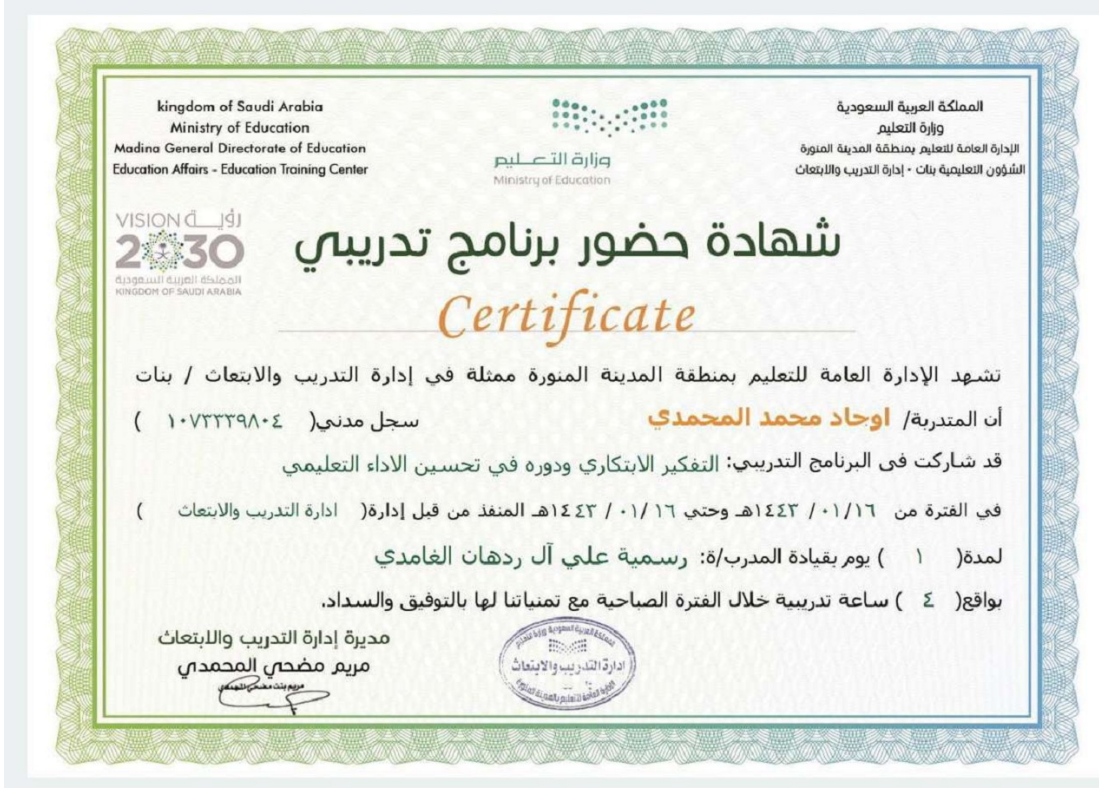 المملكة العربية السعودية
وزارة التعليم
الإدارة العامة للتعليم بمنطقة المدينة المنورة
الشؤون التعليمية بنات - إدارة التدريب والابتعاث
وزارة التعليم
Ministry of Education
kingdom of Saudi Arabia
Ministry of Education
Madina General Directorate of Education
Education Affairs - Education Training Center
VISION رؤيــة
2030
المملكة العربية السعودية
KINGDOM OF SAUDI ARABIA
شهادة حضور برنامج تدريبي
Certificate
تشهد الإدارة العامة للتعليم بمنطقة المدينة المنورة ممثلة في إدارة التدريب والابتعاث / بنات
أن المتدربة/ اوجاد محمد المحمدي سجل مدني( ١٠٧٣٣٣٩٨٠٤ )
قد شاركت فى البرنامج التدريبي: التفكير الابتكاري ودوره في تحسين الاداء التعليمي
في الفترة من ٠١/١٦ / ١٤٤٣هـ وحتي ١٦ /٠١ / ١٤٤٣هـ المنفذ من قبل إدارة( ادارة التدريب والابتعاث )
لمدة( ١ ) يوم بقيادة المدرب/ة: رسمية علي آل ردهان الغامدي
بواقع( ٤ ) ساعة تدريبية خلال الفترة الصباحية مع تمنياتنا لها بالتوفيق والسداد.
مديرة إدارة التدريب والابتعاث
مريم مضحي المحمدي
ادارة التدريب والابتعاث